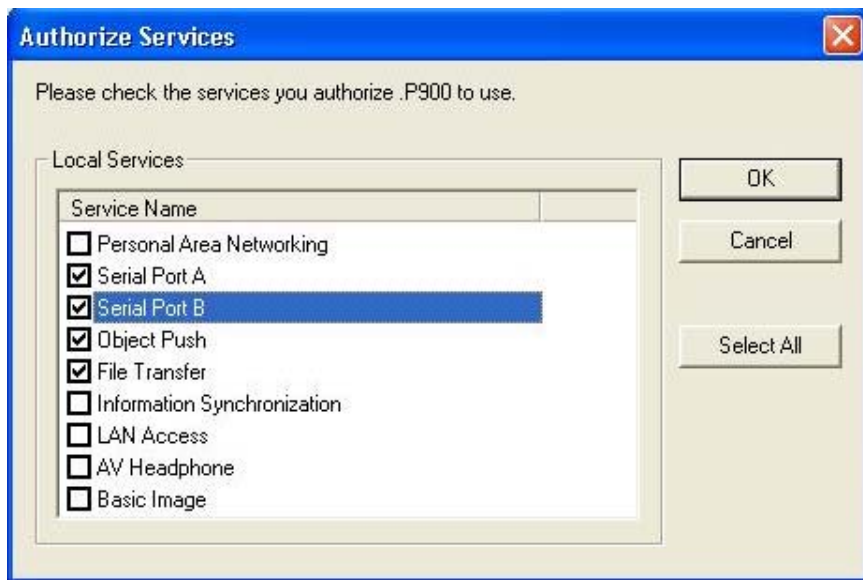 Authorize Services
Please check the services you authorize .P900 to use.
Local Services
Service Name
Personal Area Networking
Serial Port A
Serial Port B
Object Push
File Transfer
Information Synchronization
LAN Access
AV Headphone
Basic Image
OK
Cancel
Select All